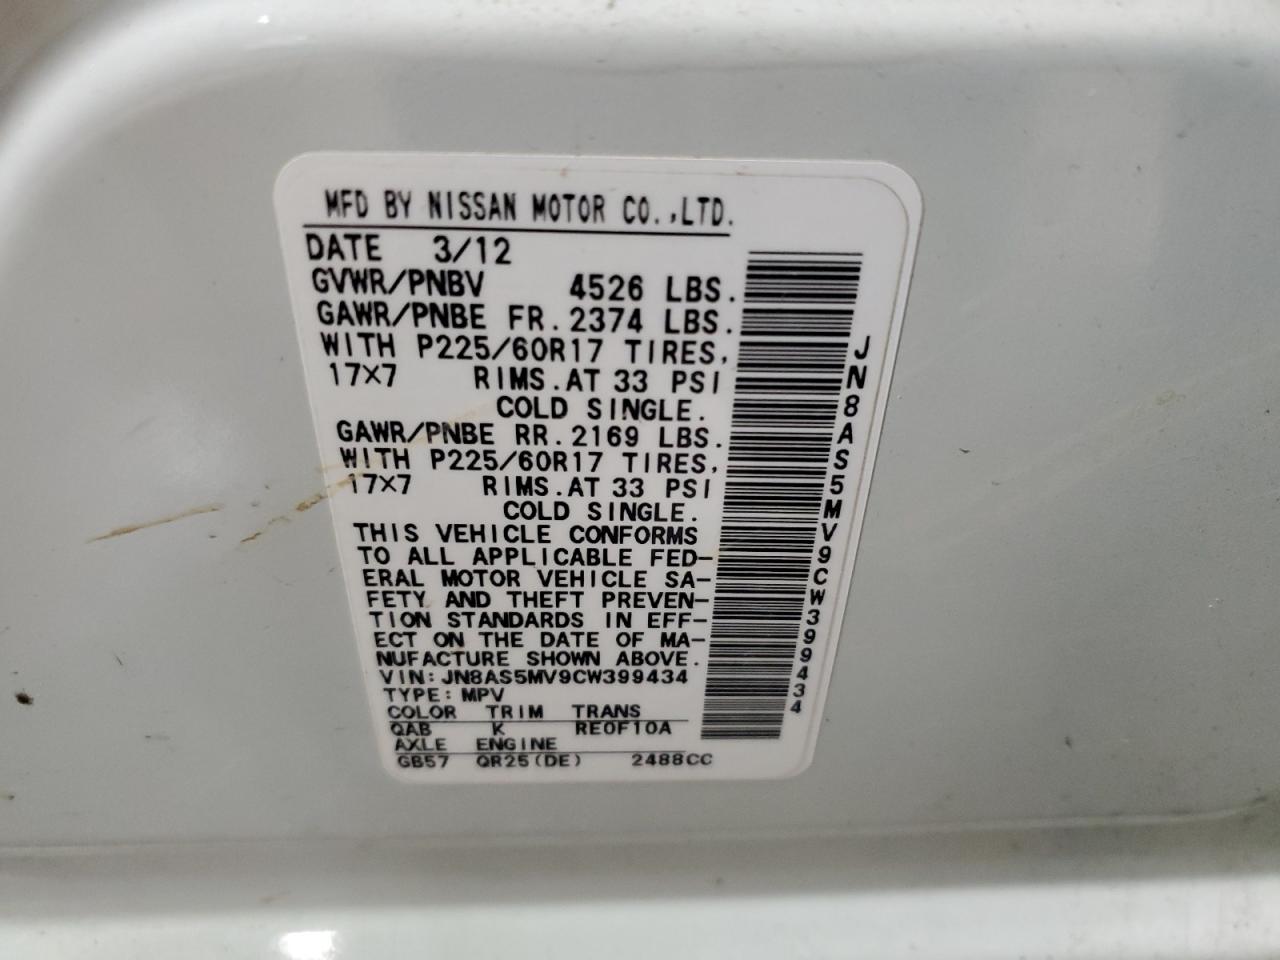 MFD BY NISSAN MOTOR CO.,LTD.
DATE 3/12
GVWR/PNBV 4526 LBS.
GAWR/PNBE FR. 2374 LBS.
WITH P225/60R17 TIRES,
17×7 RIMS. AT 33 PSI
COLD SINGLE.
GAWR/PNBE RR. 2169 LBS.
WITH P225/60R17 TIRES,
17×7 RIMS. AT 33 PSI
COLD SINGLE.
THIS VEHICLE CONFORMS
TO ALL APPLICABLE FED-
ERAL MOTOR VEHICLE SA-
FETY AND THEFT PREVEN-
TION STANDARDS IN EFF-
ECT ON THE DATE OF MA-
NUFACTURE SHOWN ABOVE.
VIN: JN8AS5MV9CW399434
TYPE: MPV
COLOR TRIM TRANS
QAB K RE0F10A
AXLE ENGINE
GB57 QR25(DE) 2488CC
JN8AS5MV9CW399434